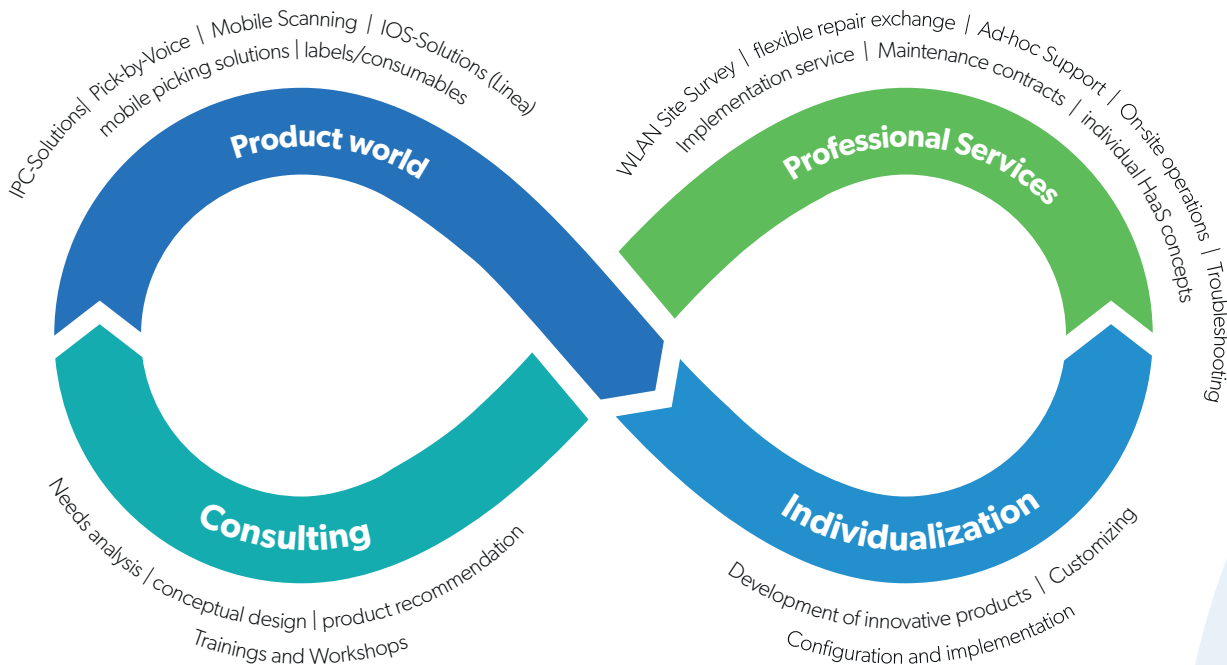 IPC-Solutions| Pick-by-Voice | Mobile Scanning | IOS-Solutions (Linea)
mobile picking solutions | labels/consumables
Product world
WLAN Site Survey | flexible repair exchange | Ad-hoc Support | On-site operations | Troubleshooting
Implementation service | Maintenance contracts | individual HaaS concepts
Professional Services
Consulting
Needs analysis | conceptual design | product recommendation
Trainings and Workshops
Individualization
Development of innovative products | Customizing
Configuration and implementation